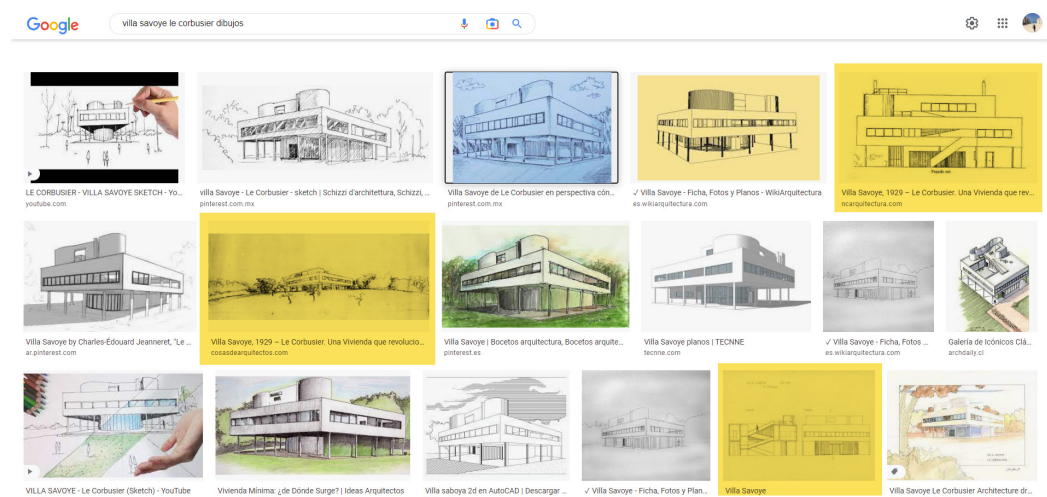 Google
villa savoye le corbusier dibujos
LE CORBUSIER - VILLA SAVOYE SKETCH - Yo...
youtube.com
villa Savoye - Le Corbusier - sketch | Schizzi d'architettura, Schizzi, ...
pinterest.com.mx
Villa Savoye de Le Corbusier en perspectiva cón...
pinterest.com.mx
✓ Villa Savoye - Ficha, Fotos y Planos - WikiArquitectura
es.wikiarquitectura.com
Villa Savoye, 1929 – Le Corbusier. Una Vivienda que rev...
ncarquitectura.com
Villa Savoye by Charles-Édouard Jeanneret, "Le ...
ar.pinterest.com
Villa Savoye, 1929 – Le Corbusier. Una Vivienda que revolucio...
cosasdearquitectos.com
Villa Savoye | Bocetos arquitectura, Bocetos arquite...
pinterest.es
Villa Savoye planos | TECNNE
tecnne.com
✓ Villa Savoye - Ficha, Fotos ...
es.wikiarquitectura.com
Galería de Icónicos Clá...
archdaily.cl
VILLA SAVOYE - Le Corbusier (Sketch) - YouTube
Vivienda Mínima: ¿de Dónde Surge? | Ideas Arquitectos
Villa saboya 2d en AutoCAD | Descargar ...
✓ Villa Savoye - Ficha, Fotos y Plan...
Villa Savoye
Villa Savoye Le Corbusier Architecture dr...